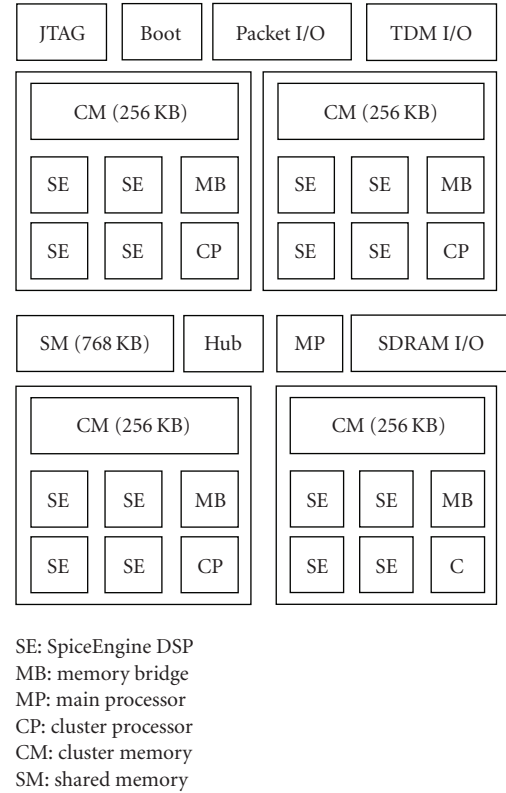 JTAG Boot Packet I/O TDM I/O
CM (256 KB) CM (256 KB)
SE SE MB SE SE MB
SE SE CP SE SE CP
SM (768 KB) Hub MP SDRAM I/O
CM (256 KB) CM (256 KB)
SE SE MB SE SE MB
SE SE CP SE SE C
SE: SpiceEngine DSP
MB: memory bridge
MP: main processor
CP: cluster processor
CM: cluster memory
SM: shared memory